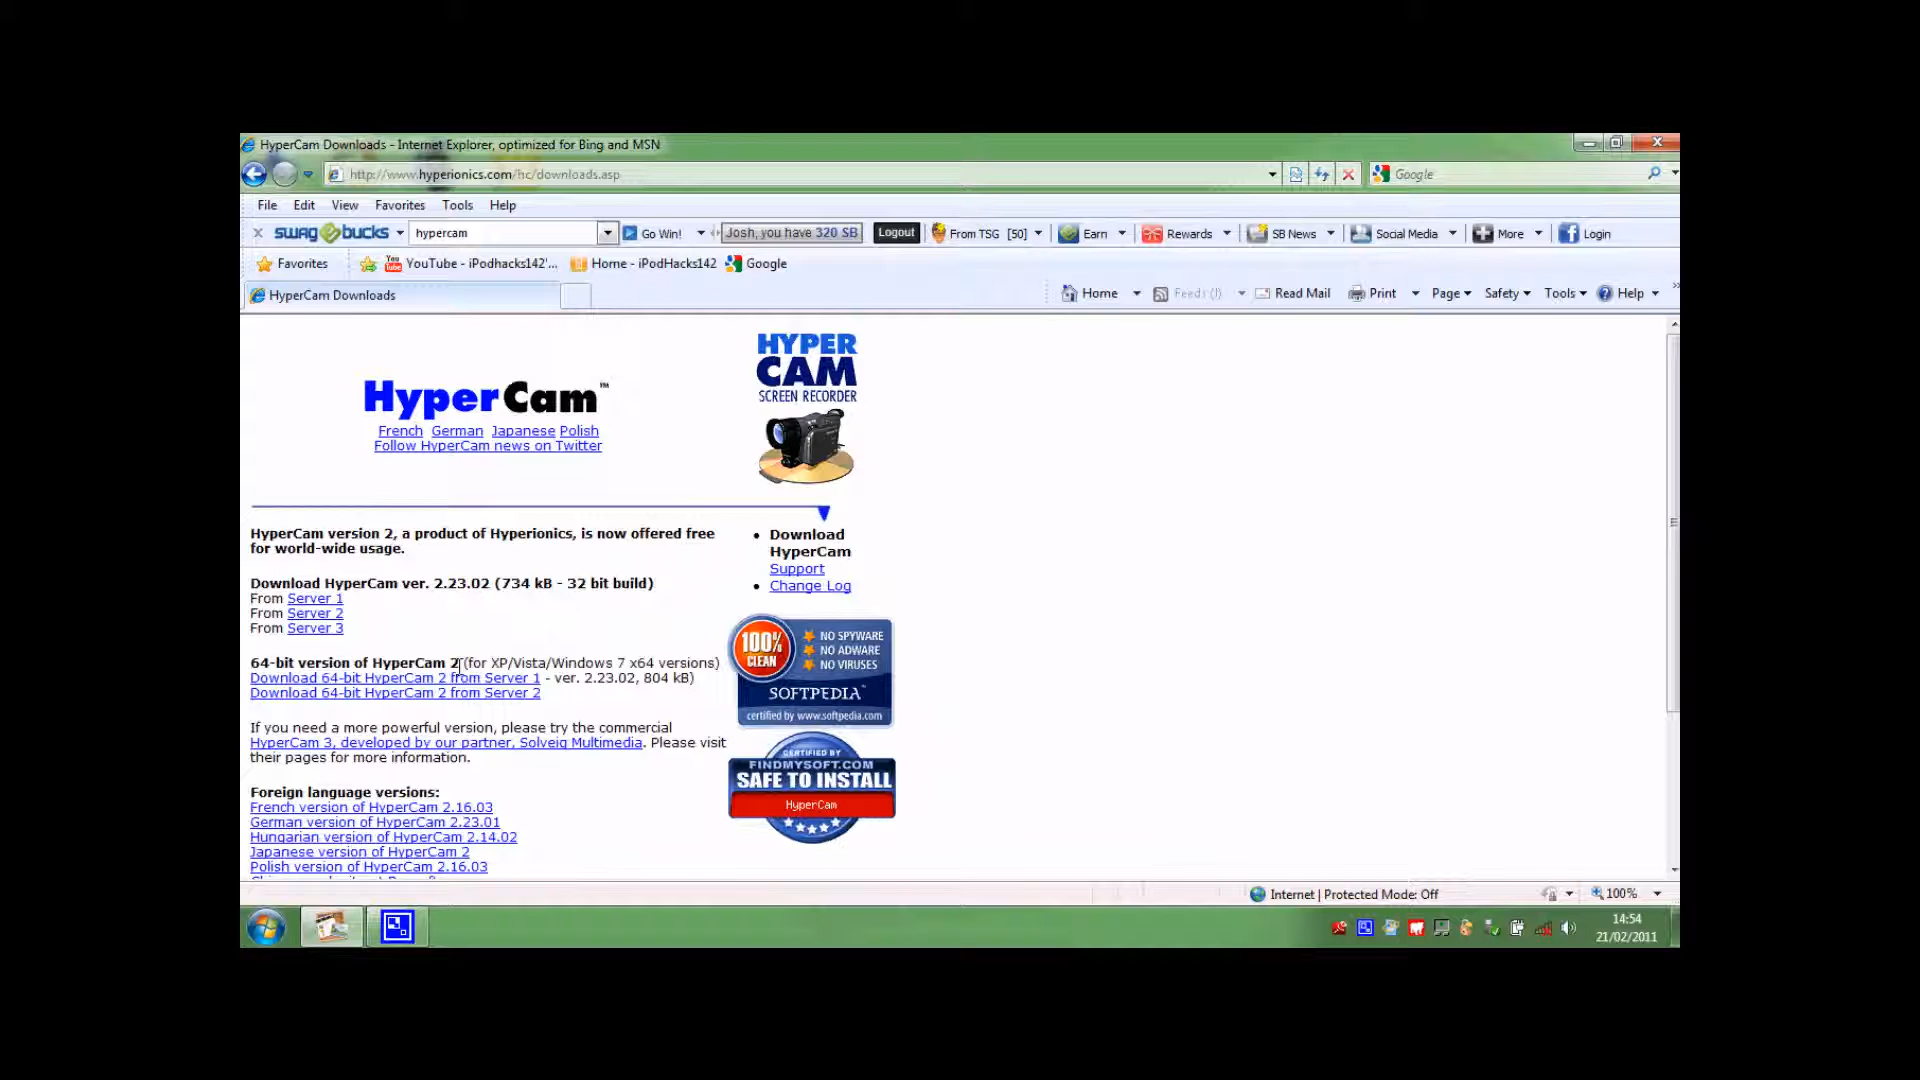 HyperCam Downloads - Internet Explorer, optimized for Bing and MSN
http://www.hyperionics.com/hc/downloads.asp
Google
File Edit View Favorites Tools Help
swagbucks hypercam Go Win! Josh, you have 320 SB Logout From TSG [50] Earn Rewards SB News Social Media More Login
Favorites YouTube - iPodhacks142'... Home - iPodHacks142 Google
HyperCam Downloads
Home Feeds (J) Read Mail Print Page Safety Tools Help
HyperCam™
French German Japanese Polish
Follow HyperCam news on Twitter
HYPER
CAM
SCREEN RECORDER
HyperCam version 2, a product of Hyperionics, is now offered free
for world-wide usage.
Download HyperCam ver. 2.23.02 (734 kB - 32 bit build)
From Server 1
From Server 2
From Server 3
64-bit version of HyperCam 2 (for XP/Vista/Windows 7 x64 versions)
Download 64-bit HyperCam 2 from Server 1 - ver. 2.23.02, 804 kB)
Download 64-bit HyperCam 2 from Server 2
If you need a more powerful version, please try the commercial
HyperCam 3, developed by our partner, Solveig Multimedia. Please visit
their pages for more information.
Foreign language versions:
French version of HyperCam 2.16.03
German version of HyperCam 2.23.01
Hungarian version of HyperCam 2.14.02
Japanese version of HyperCam 2
Polish version of HyperCam 2.16.03
• Download
HyperCam
Support
• Change Log
100%
CLEAN
NO SPYWARE
NO ADWARE
NO VIRUSES
SOFTPEDIA™
certified by www.softpedia.com
CERTIFIED BY
FINDMYSOFT.COM
SAFE TO INSTALL
HyperCam
Internet | Protected Mode: Off
100%
14:54
21/02/2011